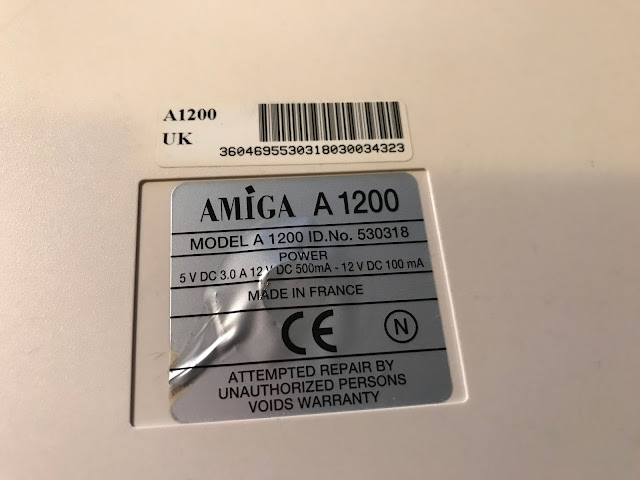 A1200
UK
3604695530318030034323
AMiGA A1200
MODEL A 1200 ID.No. 530318
POWER
5 V DC 3.0 A 12 V DC 500mA - 12 V DC 100 mA
MADE IN FRANCE
CE N
ATTEMPTED REPAIR BY
UNAUTHORIZED PERSONS
VOIDS WARRANTY